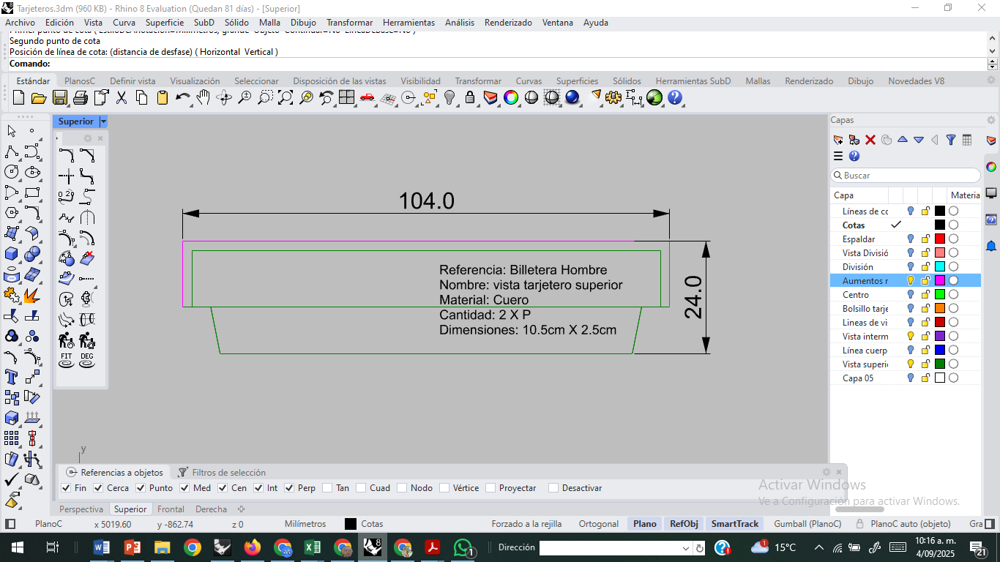 Tarjeteros.3dm (960 KB) - Rhino 8 Evaluation (Quedan 81 días) - [Superior]
Archivo Edición Vista Curva Superficie SubD Sólido Malla Dibujo Transformar Herramientas Análisis Renderizado Ventana Ayuda
Segundo punto de cota
Posición de línea de cota: (distancia de desfase) ( Horizontal Vertical )
Comando:
Estándar PlanosC Definir vista Visualización Seleccionar Disposición de las vistas Visibilidad Transformar Curvas Superficies Sólidos Herramientas SubD Mallas Renderizado Dibujo Novedades V8
Superior
Capas
Buscar
Capa Materia
Líneas de co
Cotas
Espaldar
Vista Divisió
División
Aumentos r
Centro
Bolsillo tarje
Lineas de vi
Vista interm
Línea cuerp
Vista superi
Capa 05
FIT DEG
104.0
24.0
Referencia: Billetera Hombre
Nombre: vista tarjetero superior
Material: Cuero
Cantidad: 2 X P
Dimensiones: 10.5cm X 2.5cm
y
Referencias a objetos Filtros de selección
Fin Cerca Punto Med Cen Int Perp Tan Cuad Nodo Vértice Proyectar Desactivar
Activar Windows
Ve a Configuración para activar Windows.
Perspectiva Superior Frontal Derecha
MilPlanoC x 5019.60 y -862.74 z 0 Milímetros Cotas Forzado a la rejilla Ortogonal Plano RefObj SmartTrack Gumball (PlanoC) PlanoC auto (objeto) Gra
Dirección
1
15°C
10:16 a. m.
4/09/2025
21